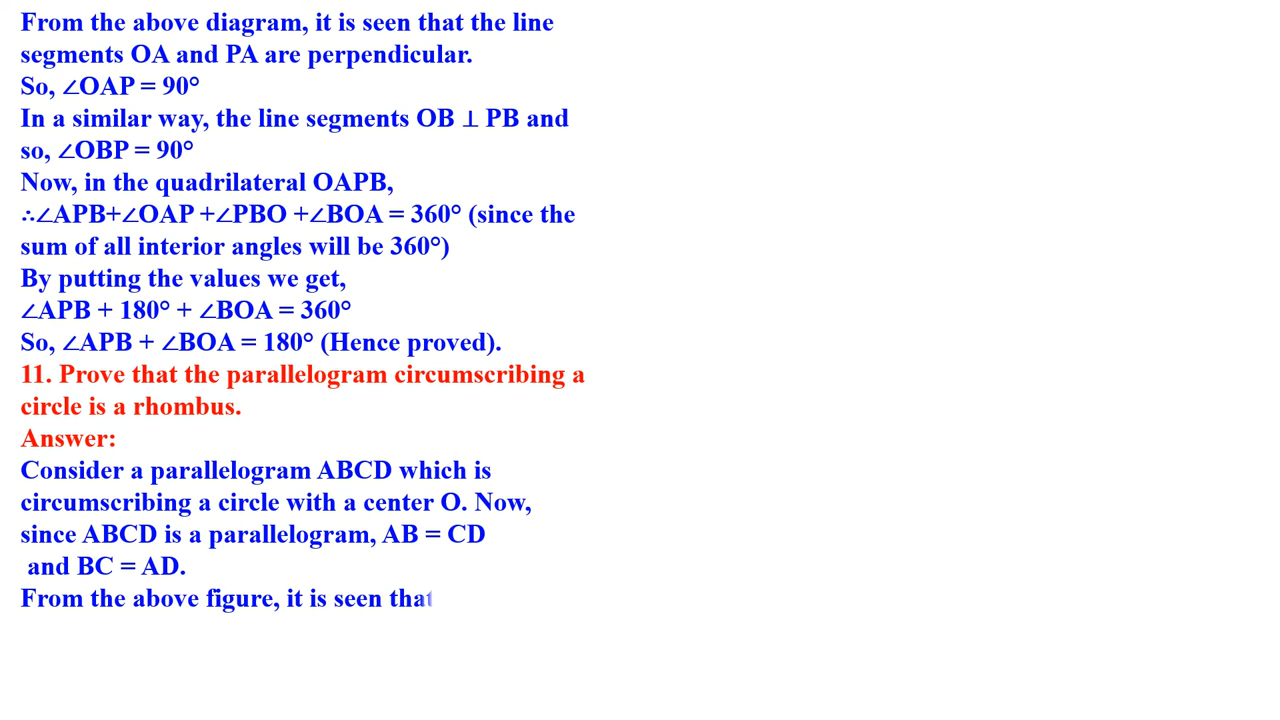 From the above diagram, it is seen that the line
segments OA and PA are perpendicular.
So, ∠OAP = 90°
In a similar way, the line segments OB ⊥ PB and
so, ∠OBP = 90°
Now, in the quadrilateral OAPB,
∴∠APB+∠OAP +∠PBO +∠BOA = 360° (since the
sum of all interior angles will be 360°)
By putting the values we get,
∠APB + 180° + ∠BOA = 360°
So, ∠APB + ∠BOA = 180° (Hence proved).
11. Prove that the parallelogram circumscribing a
circle is a rhombus.
Answer:
Consider a parallelogram ABCD which is
circumscribing a circle with a center O. Now,
since ABCD is a parallelogram, AB = CD
and BC = AD.
From the above figure, it is seen that